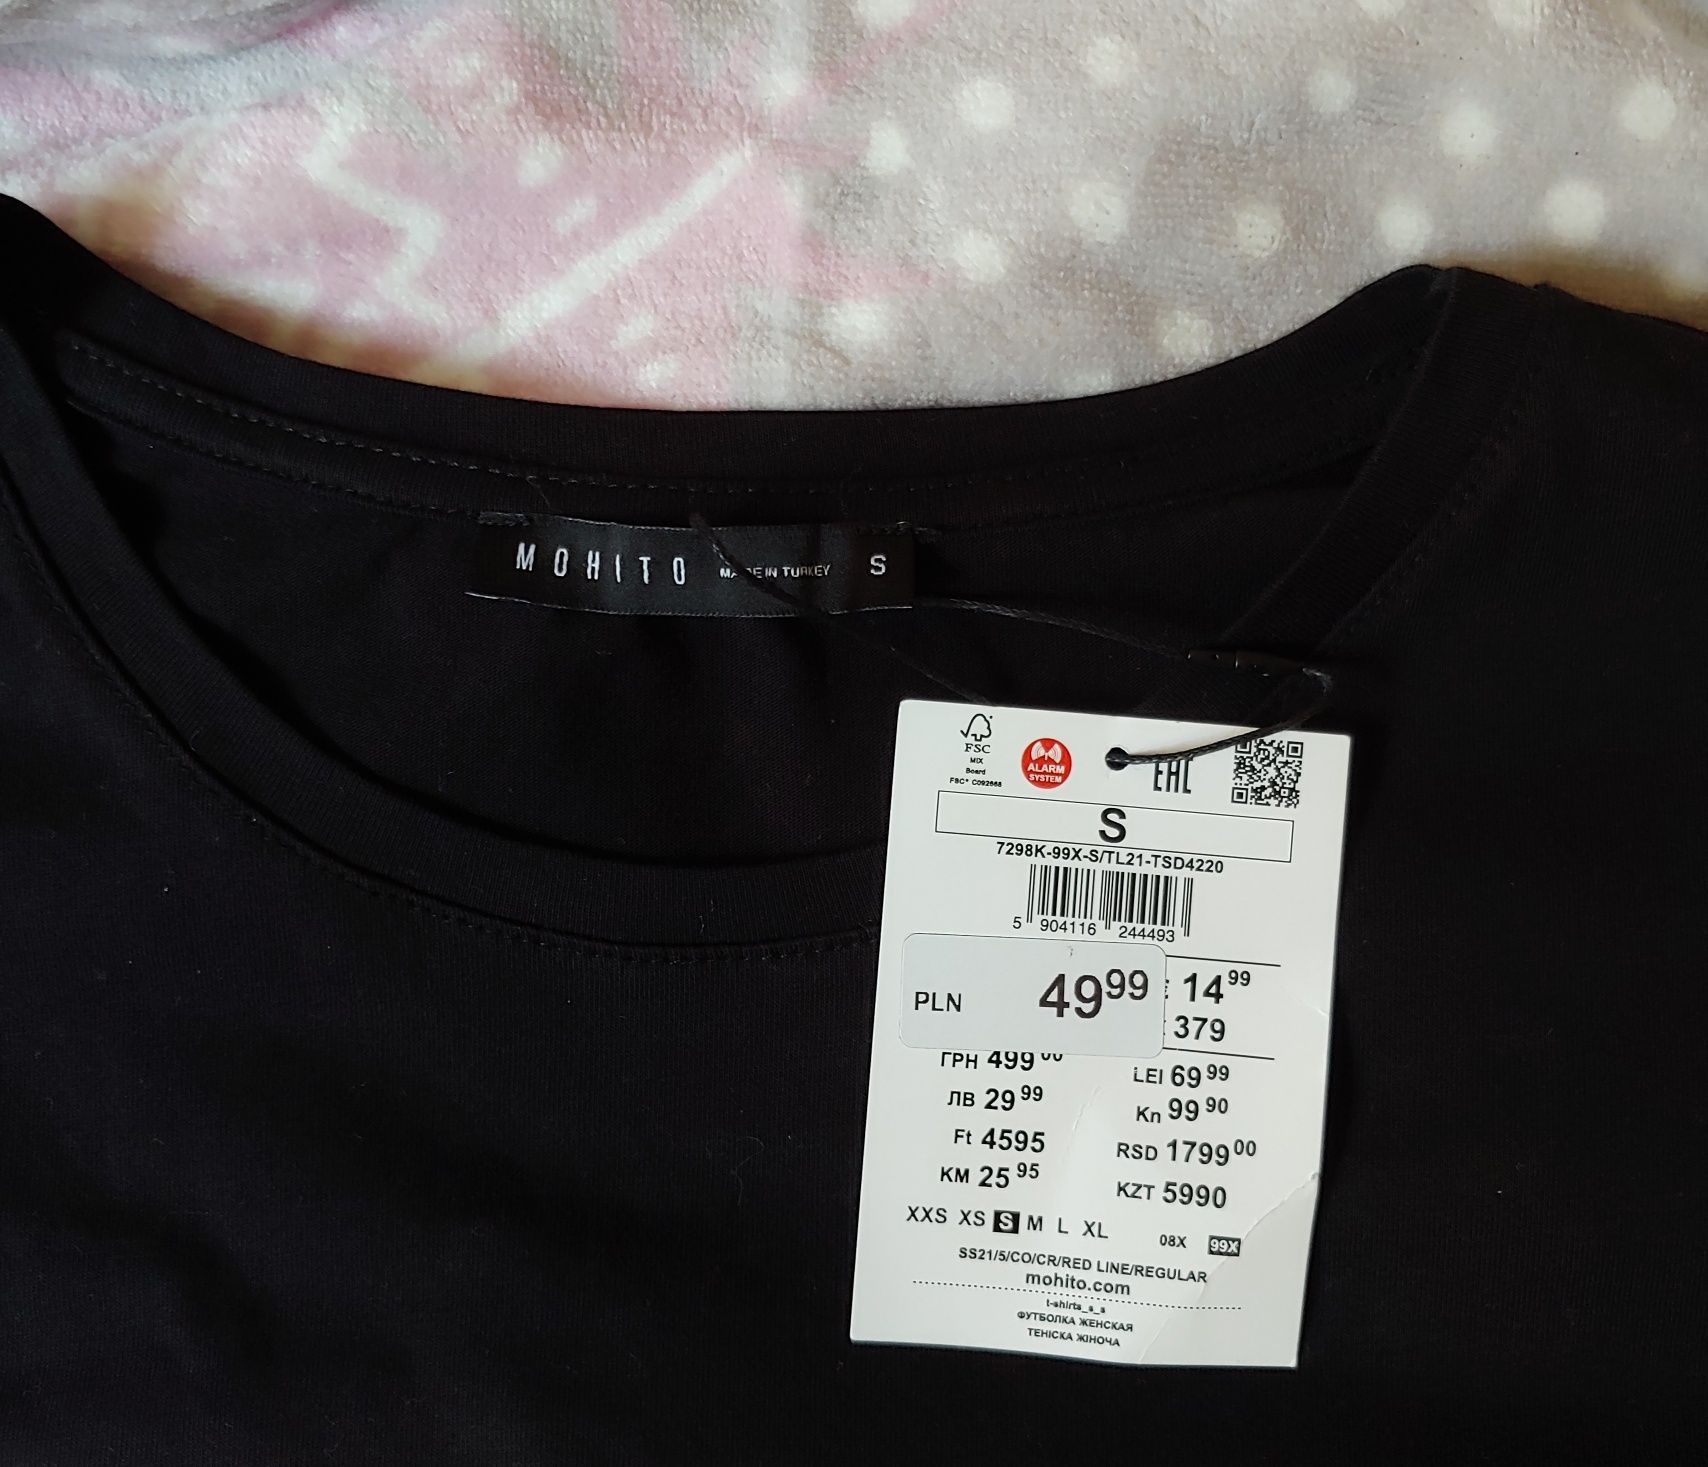 MOHITO MADE IN TURKEY S
FSC
MIX
Board
FSC® C092668
ALARM
SYSTEM
EAC
S
7298K-99X-S/TL21-TSD4220
5 904116 244493
PLN 49 99
€ 14 99
379
ГРН 499 00
LEI 69 99
ЛВ 29 99
Kn 99 90
Ft 4595
RSD 1799 00
KM 25 95
KZT 5990
XXS XS S M L XL 08X 99X
SS21/5/CO/CR/RED LINE/REGULAR
mohito.com
t-shirts_s_s
ФУТБОЛКА ЖЕНСКАЯ
ТЕНІСКА ЖІНОЧА